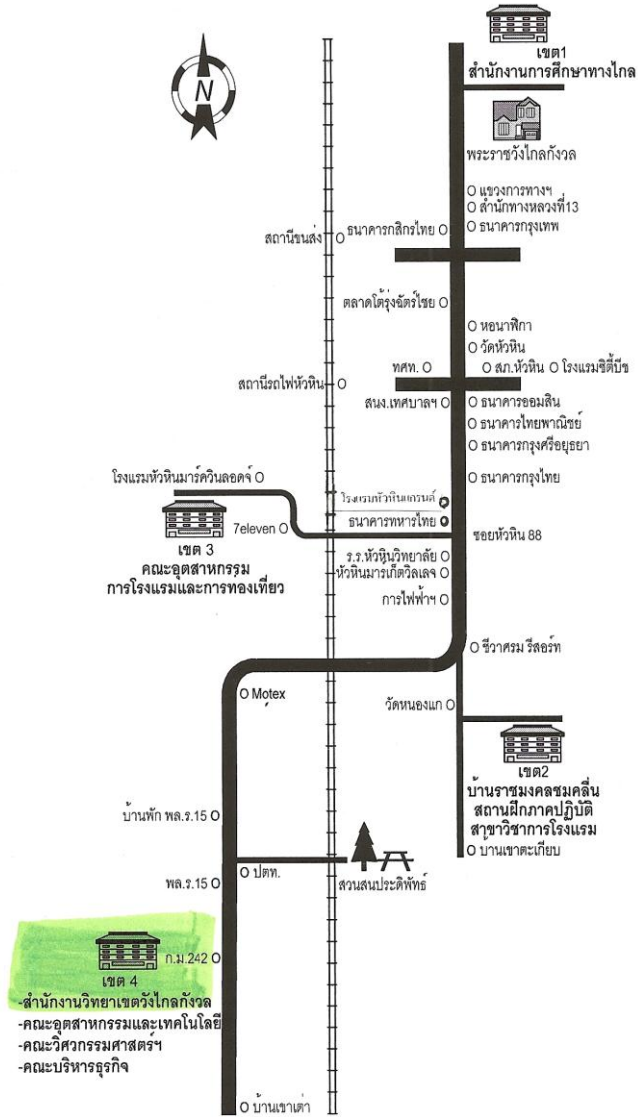 เขต1
สำนักงานการศึกษาทางไกล
N
พระราชวังไกลกังวล
แขวงการทางฯ
สำนักทางหลวงที่13
สถานีขนส่ง
ธนาคารกสิกรไทย
ธนาคารกรุงเทพ
ตลาดโต้รุ่งฉัตร์ไชย
หอนาฬิกา
วัดหัวหิน
ทศท.
สภ.หัวหิน
โรงแรมซิตี้บีช
สถานีรถไฟหัวหิน
สนง.เทศบาลฯ
ธนาคารออมสิน
ธนาคารไทยพาณิชย์
ธนาคารกรุงศรีอยุธยา
โรงแรมหัวหินมาร์ควินลอดจ์
ธนาคารกรุงไทย
โรงแรมหัวหินแกรนด์
7eleven
ธนาคารทหารไทย
ซอยหัวหิน 88
เขต 3
คณะอุตสาหกรรม
การโรงแรมและการท่องเที่ยว
ร.ร.หัวหินวิทยาลัย
หัวหินมาร์เก็ตวิลเลจ
การไฟฟ้าฯ
ชีวาศรม รีสอร์ท
Motex
วัดหนองแก
เขต2
บ้านราชมงคลชมคลื่น
สถานฝึกภาคปฏิบัติ
สาขาวิชาการโรงแรม
บ้านเขาตะเกียบ
บ้านพัก พล.ร.15
ปตท.
สวนสนประดิพัทธ์
พล.ร.15
ก.ม.242
เขต 4
-สำนักงานวิทยาเขตวังไกลกังวล
-คณะอุตสาหกรรมและเทคโนโลยี
-คณะวิศวกรรมศาสตร์ฯ
-คณะบริหารธุรกิจ
บ้านเขาเต่า